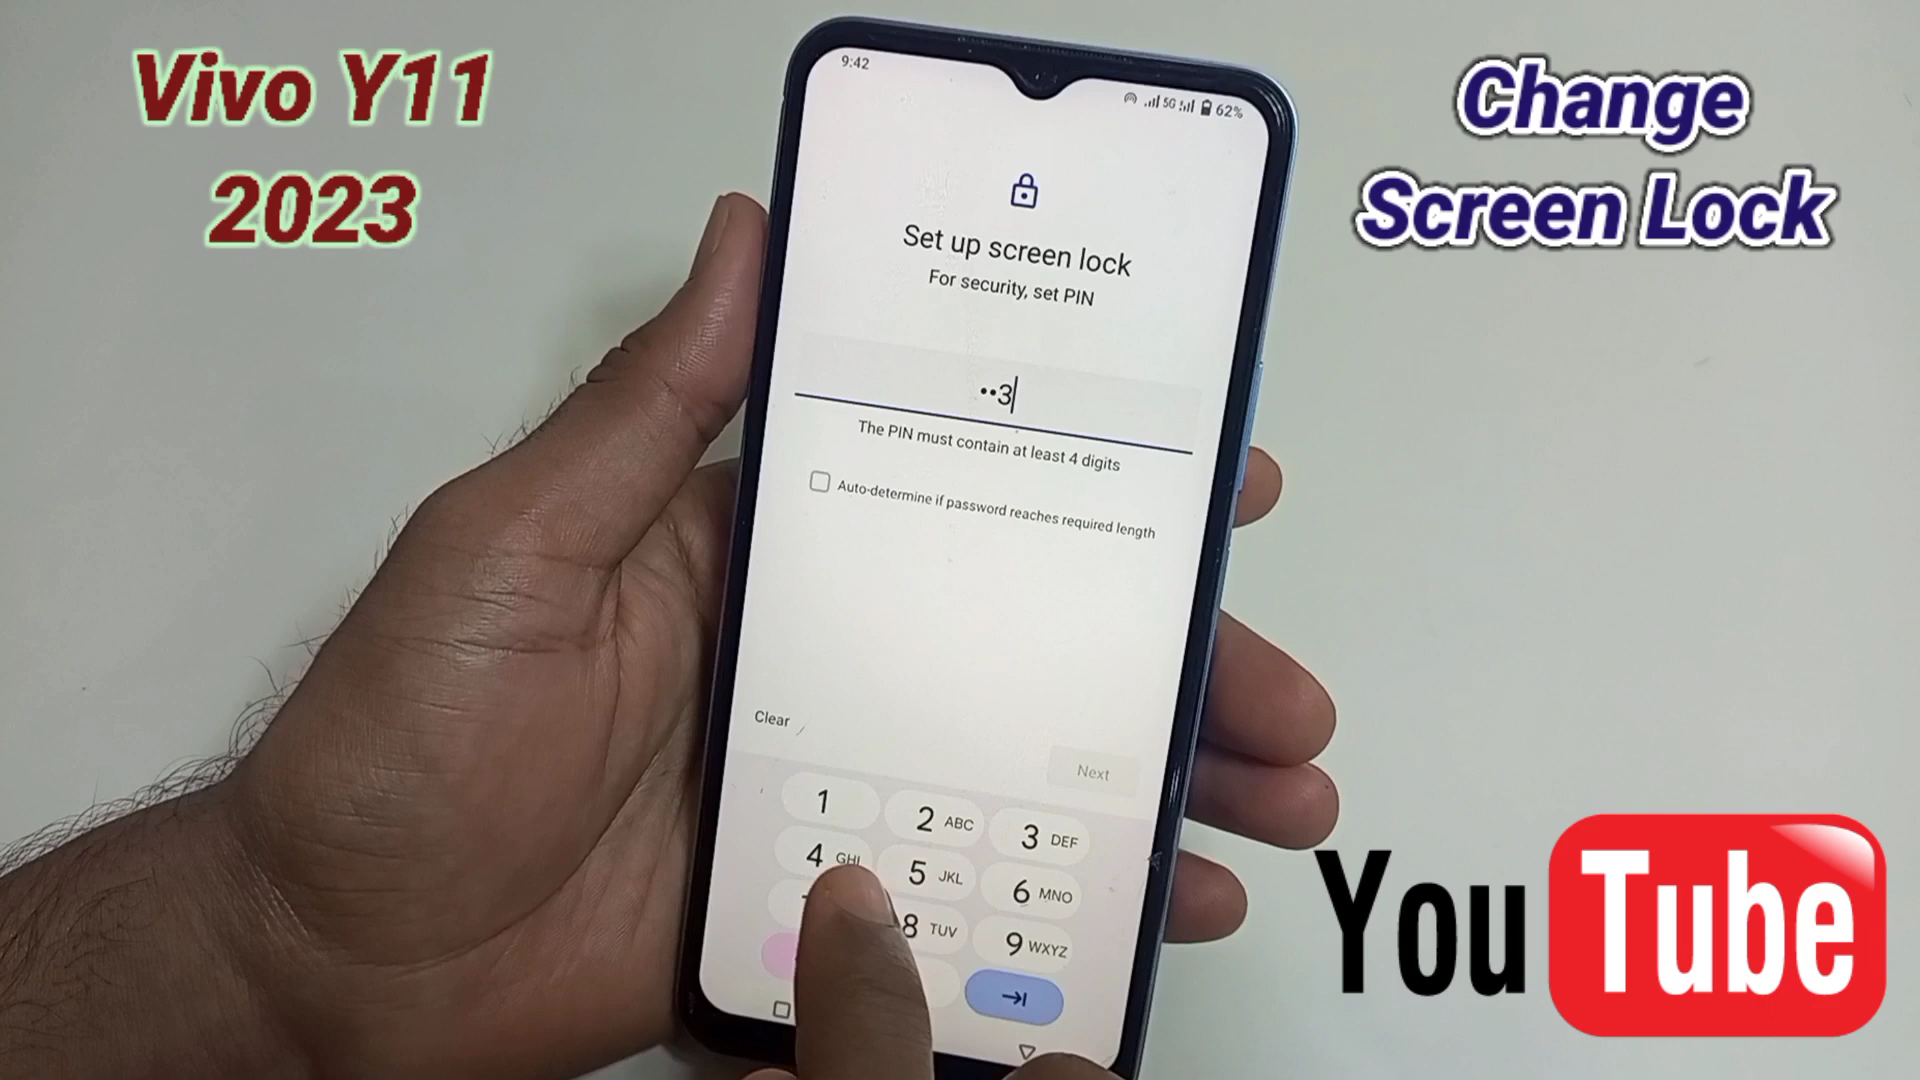 Vivo Y11
2023
Change
Screen Lock
9:42
5G 62%
Set up screen lock
For security, set PIN
••3
The PIN must contain at least 4 digits
Auto-determine if password reaches required length
Clear
Next
1
2 ABC
3 DEF
4 GHI
5 JKL
6 MNO
8 TUV
9 WXYZ
YouTube